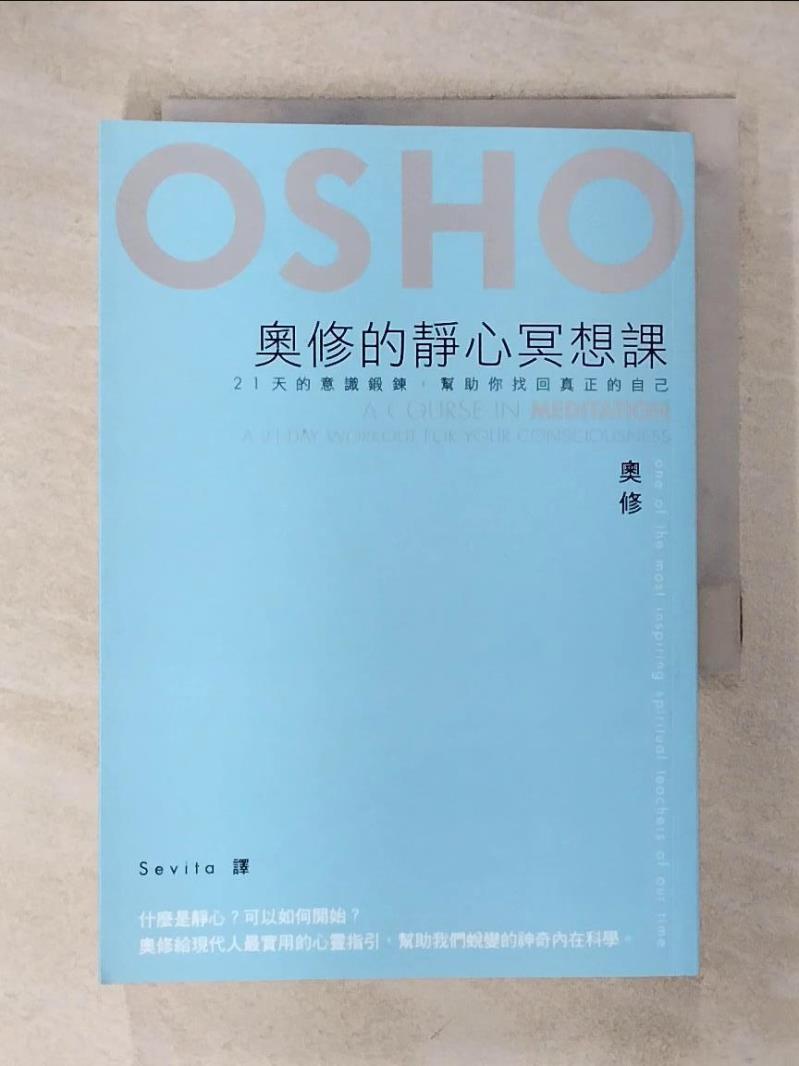 OSHO
奧修的靜心冥想課
21天的意識鍛鍊，幫助你找回真正的自己
A COURSE IN MEDITATION
A 21-DAY WORKOUT FOR YOUR CONSCIOUSNESS
奧修
one of the most inspiring spiritual teachers of our time
Sevita 譯
什麼是靜心？可以如何開始？
奧修給現代人最實用的心靈指引，幫助我們蛻變的神奇內在科學。